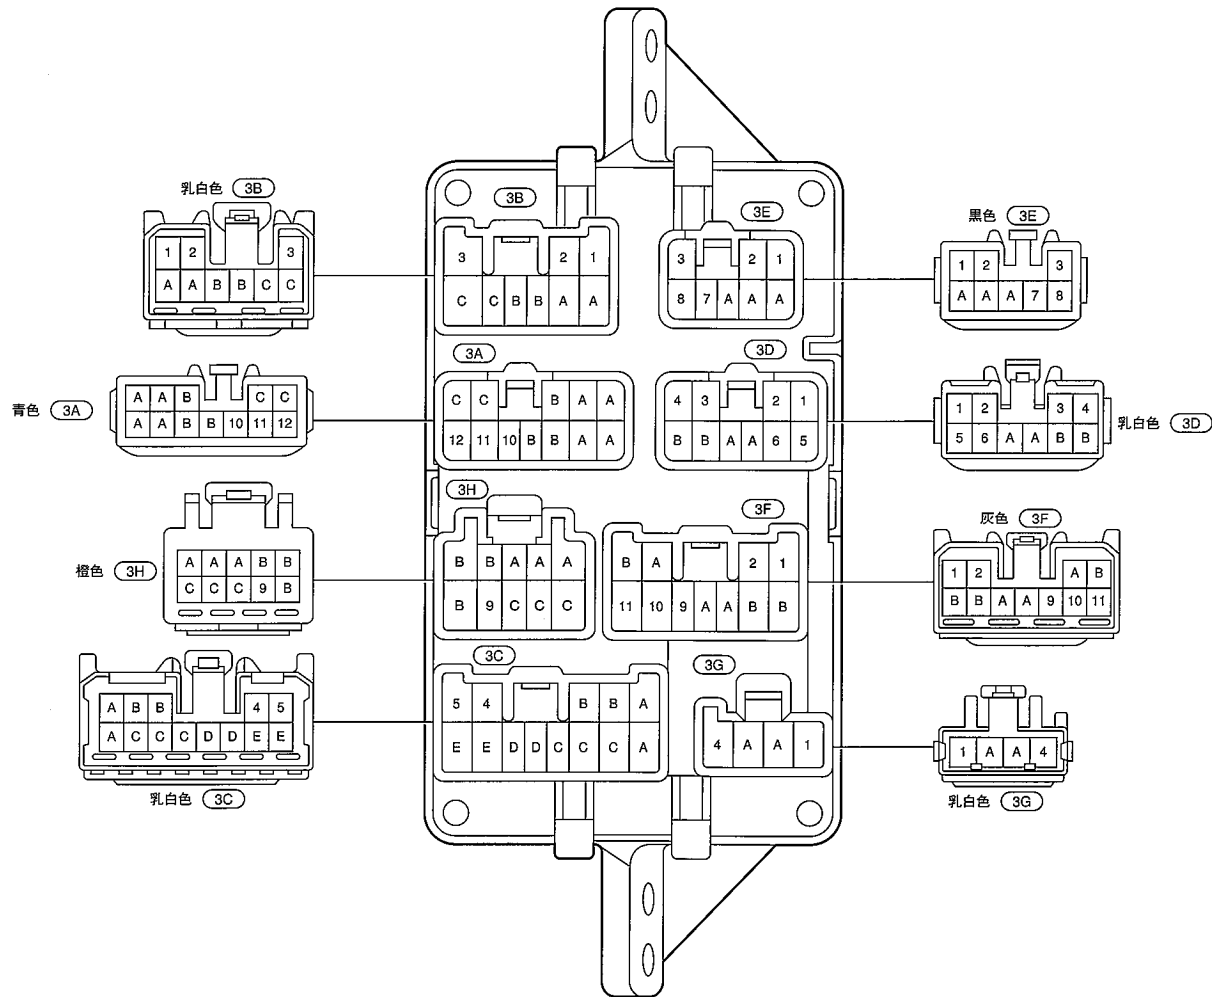 乳白色 3B
1 2 3
A A B B C C
青色 3A
A A B C C
A A B B 10 11 12
橙色 3H
A A A B B
C C C 9 B
A B B 4 5
A C C C D D E E
乳白色 3C
3B
3 2 1
C C B B A A
3E
3 2 1
8 7 A A A
3A
C C B A A
12 11 10 B B A A
3D
4 3 2 1
B B A A 6 5
3H
B B A A A
B 9 C C C
3F
B A 2 1
11 10 9 A A B B
3C
5 4 B B A
E E D D C C C A
3G
4 A A 1
黒色 3E
1 2 3
A A A 7 8
乳白色 3D
1 2 3 4
5 6 A A B B
灰色 3F
1 2 A B
B B A A 9 10 11
1 A A 4
乳白色 3G